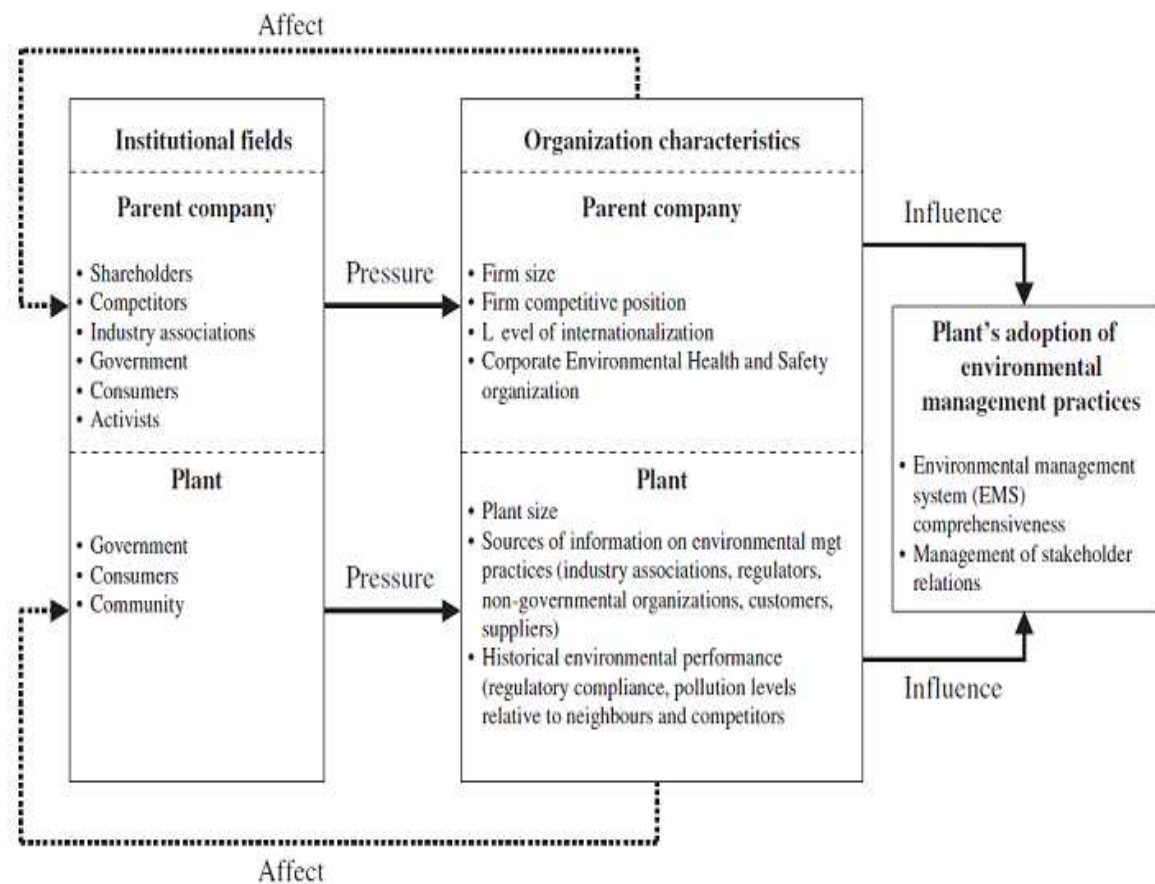 Affect
Institutional fields
Parent company
• Shareholders
• Competitors
• Industry associations
• Government
• Consumers
• Activists
Plant
• Government
• Consumers
• Community
Pressure
Pressure
Organization characteristics
Parent company
• Firm size
• Firm competitive position
• L evel of internationalization
• Corporate Environmental Health and Safety
organization
Plant
• Plant size
• Sources of information on environmental mgt
practices (industry associations, regulators,
non-governmental organizations, customers,
suppliers)
• Historical environmental performance
(regulatory compliance, pollution levels
relative to neighbours and competitors
Influence
Plant's adoption of
environmental
management practices
• Environmental management
system (EMS)
comprehensiveness
• Management of stakeholder
relations
Influence
Affect